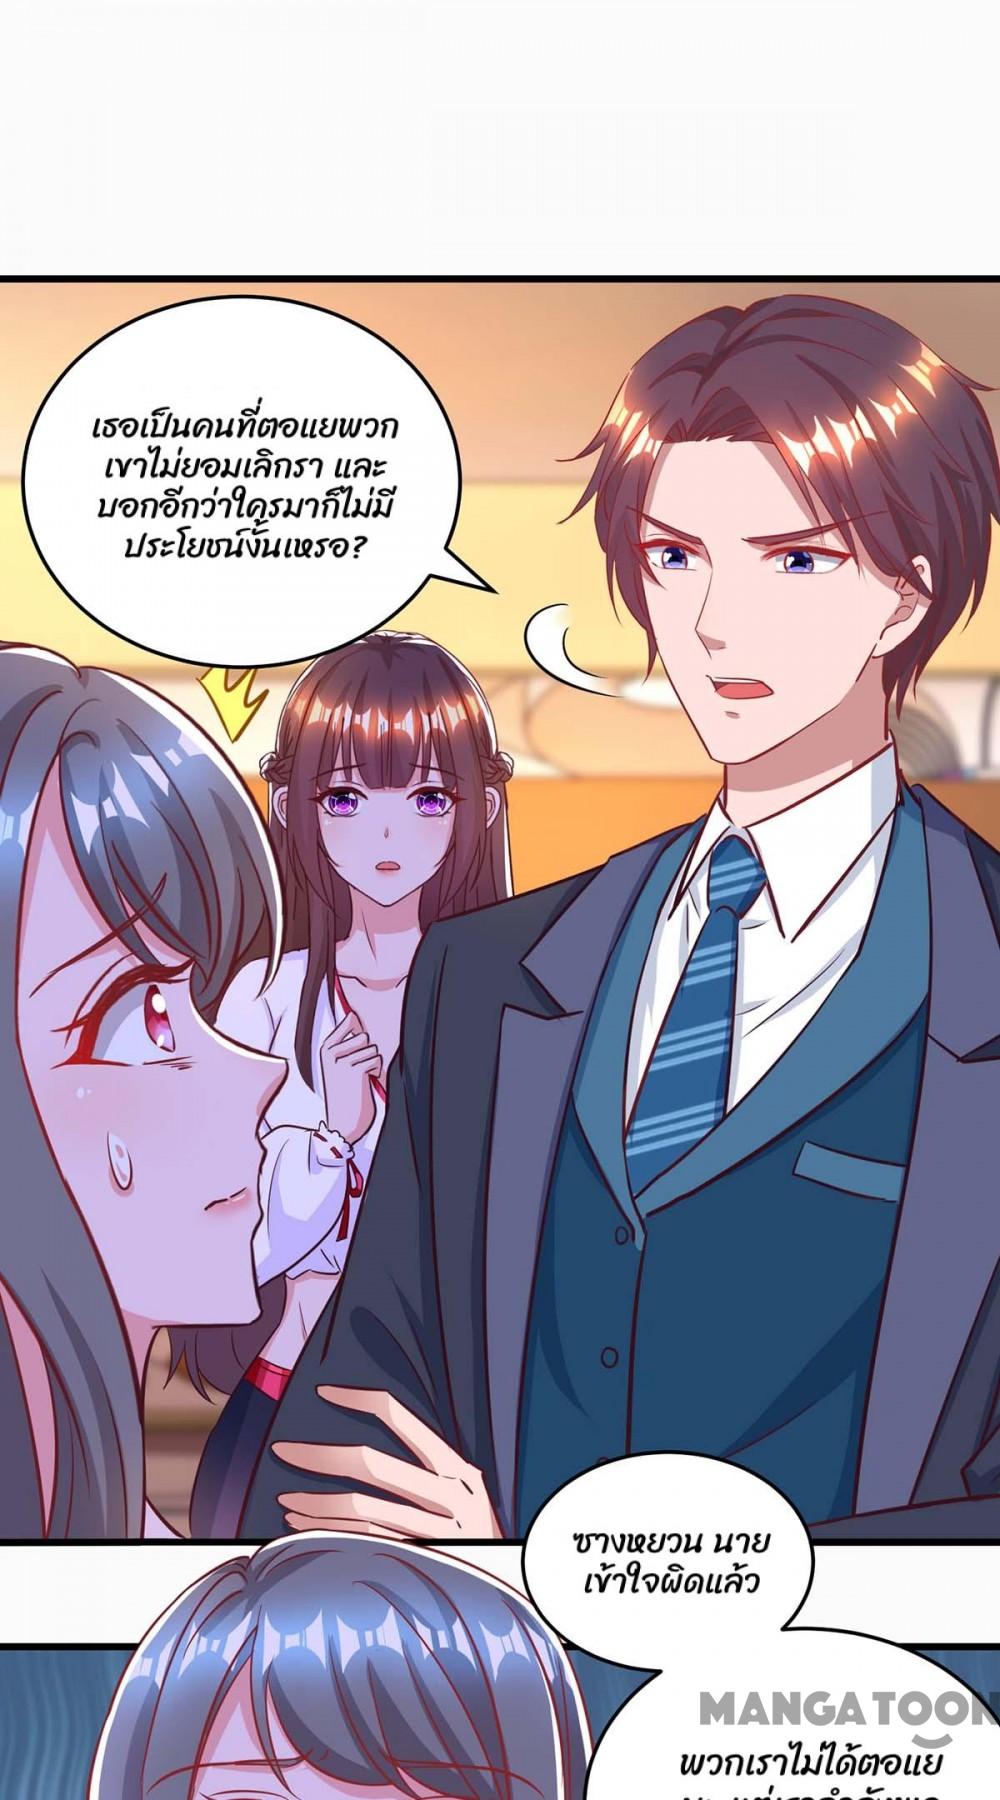 เธอเป็นคนที่ตอแยพวก
เขาไม่ยอมเลิกรา และ
บอกอีกว่าใครมาก็ไม่มี
ประโยชน์งั้นเหรอ?
ซางหยวน นาย
เข้าใจผิดแล้ว
MANGATOON
พวกเราไม่ได้ตอแย